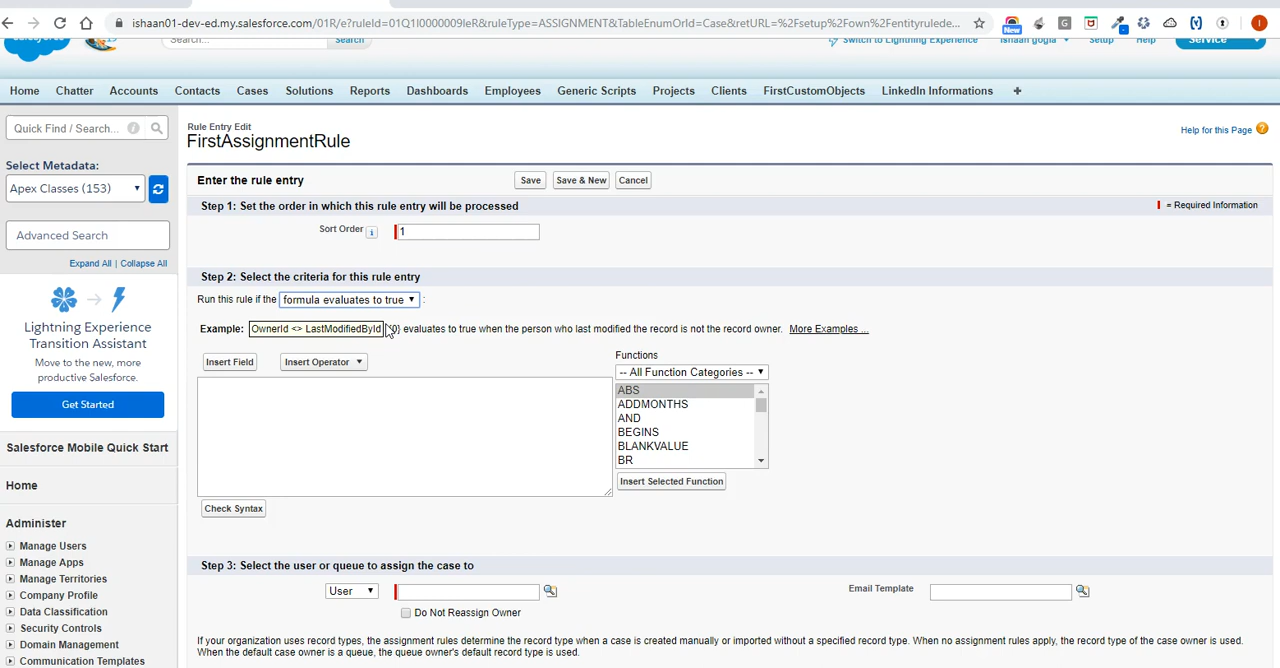 ishaan01-dev-ed.my.salesforce.com/01R/e?ruleId=01Q1I0000009IeR&ruleType=ASSIGNMENT&TableEnumOrId=Case&retURL=%2Fsetup%2Fown%2Fentityrulede...
New
G
I
Search...
Search
Switch to Lightning Experience
ishaan gogia
Setup
Help
Service
Home
Chatter
Accounts
Contacts
Cases
Solutions
Reports
Dashboards
Employees
Generic Scripts
Projects
Clients
FirstCustomObjects
LinkedIn Informations
+
Quick Find / Search...
Select Metadata:
Apex Classes (153)
Advanced Search
Expand All | Collapse All
Lightning Experience
Transition Assistant
Move to the new, more
productive Salesforce.
Get Started
Salesforce Mobile Quick Start
Home
Administer
Manage Users
Manage Apps
Manage Territories
Company Profile
Data Classification
Security Controls
Domain Management
Communication Templates
Rule Entry Edit
FirstAssignmentRule
Help for this Page
Enter the rule entry
Save
Save & New
Cancel
Step 1: Set the order in which this rule entry will be processed
= Required Information
Sort Order
1
Step 2: Select the criteria for this rule entry
Run this rule if the formula evaluates to true :
Example: OwnerId <> LastModifiedById evaluates to true when the person who last modified the record is not the record owner. More Examples ...
Insert Field
Insert Operator
Functions
-- All Function Categories --
ABS
ADDMONTHS
AND
BEGINS
BLANKVALUE
BR
Insert Selected Function
Check Syntax
Step 3: Select the user or queue to assign the case to
User
Email Template
Do Not Reassign Owner
If your organization uses record types, the assignment rules determine the record type when a case is created manually or imported without a specified record type. When no assignment rules apply, the record type of the case owner is used.
When the default case owner is a queue, the queue owner's default record type is used.